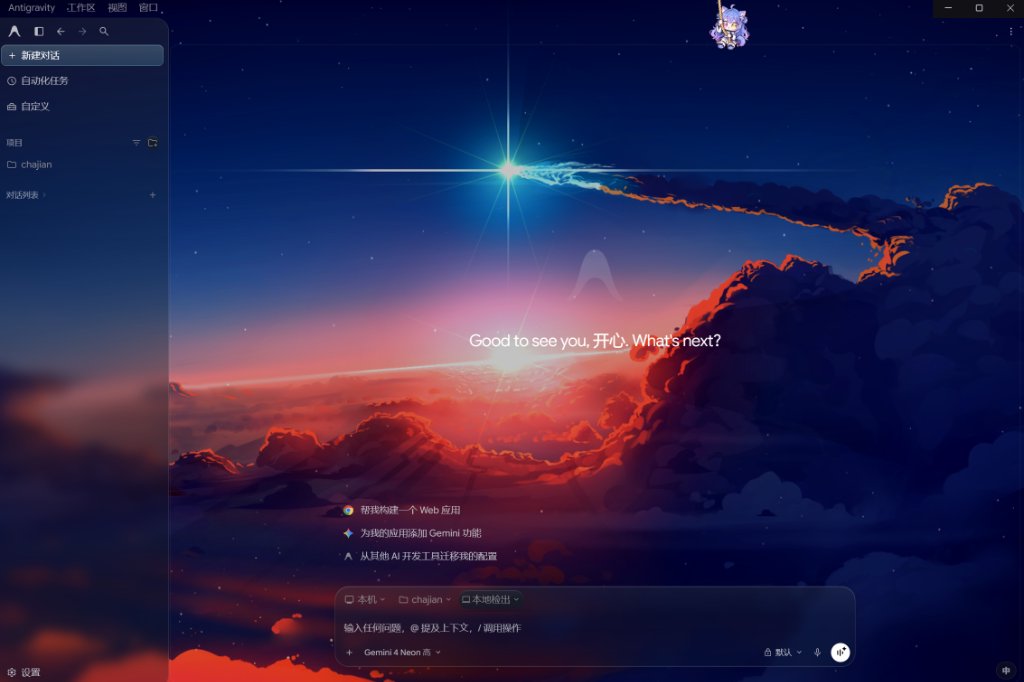 Antigravity 工作区 视图 窗口
新建对话
自动化任务
自定义
项目
chajian
对话列表
Good to see you, 开心. What's next?
帮我构建一个 Web 应用
为我的应用添加 Gemini 功能
从其他 AI 开发工具迁移我的配置
本机 chajian 本地检出
输入任何问题，@ 提及上下文，/ 调用操作
Gemini 4 Neon 高 默认
设置 中